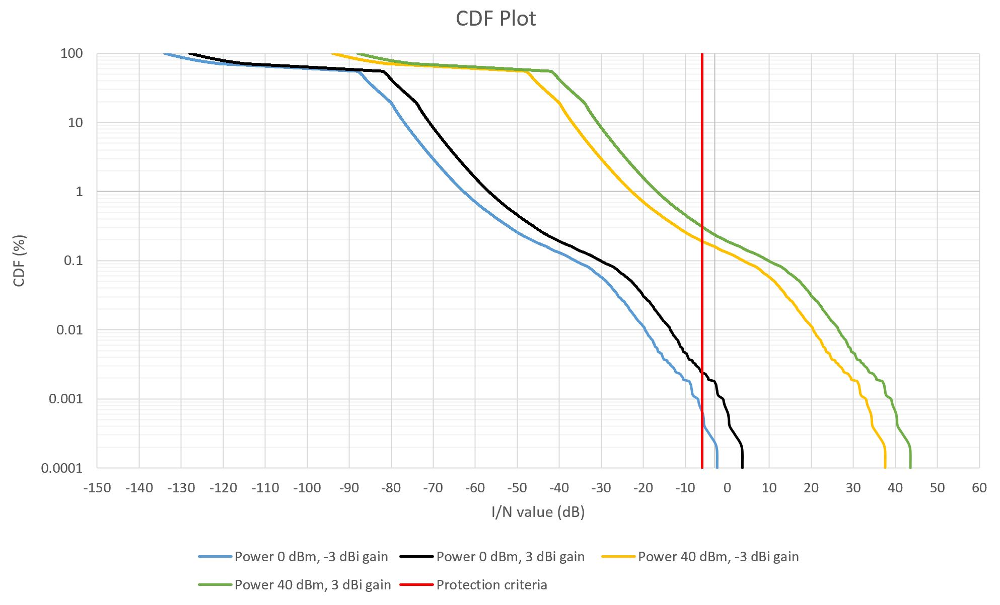 CDF Plot
100
10
1
0.1
0.01
0.001
0.0001
CDF (%)
-150 -140 -130 -120 -110 -100 -90 -80 -70 -60 -50 -40 -30 -20 -10 0 10 20 30 40 50 60
I/N value (dB)
Power 0 dBm, -3 dBi gain Power 0 dBm, 3 dBi gain Power 40 dBm, -3 dBi gain
Power 40 dBm, 3 dBi gain Protection criteria